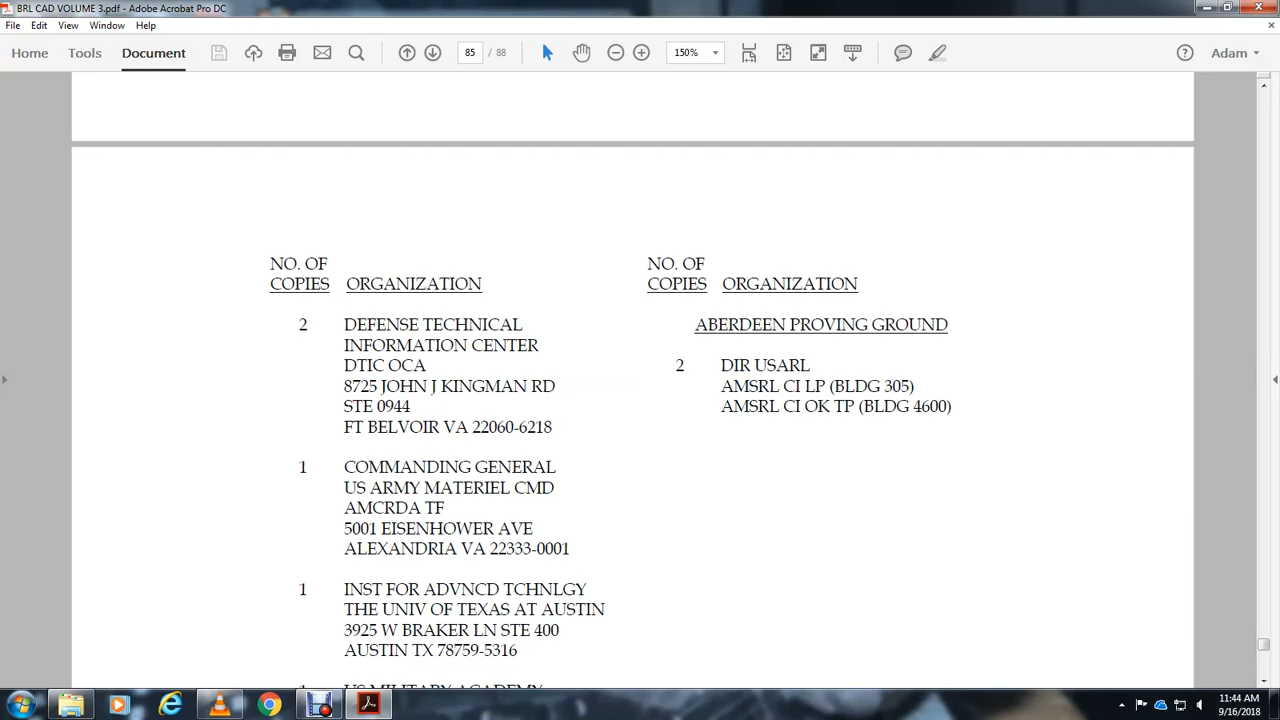 BRL CAD VOLUME 3.pdf - Adobe Acrobat Pro DC
File Edit View Window Help
Home Tools Document 85 / 88 150% Adam
NO. OF
COPIES ORGANIZATION
2 DEFENSE TECHNICAL
INFORMATION CENTER
DTIC OCA
8725 JOHN J KINGMAN RD
STE 0944
FT BELVOIR VA 22060-6218
1 COMMANDING GENERAL
US ARMY MATERIEL CMD
AMCRDA TF
5001 EISENHOWER AVE
ALEXANDRIA VA 22333-0001
1 INST FOR ADVNCD TCHNLGY
THE UNIV OF TEXAS AT AUSTIN
3925 W BRAKER LN STE 400
AUSTIN TX 78759-5316
1 US MILITARY ACADEMY
NO. OF
COPIES ORGANIZATION
ABERDEEN PROVING GROUND
2 DIR USARL
AMSRL CI LP (BLDG 305)
AMSRL CI OK TP (BLDG 4600)
11:44 AM
9/16/2018